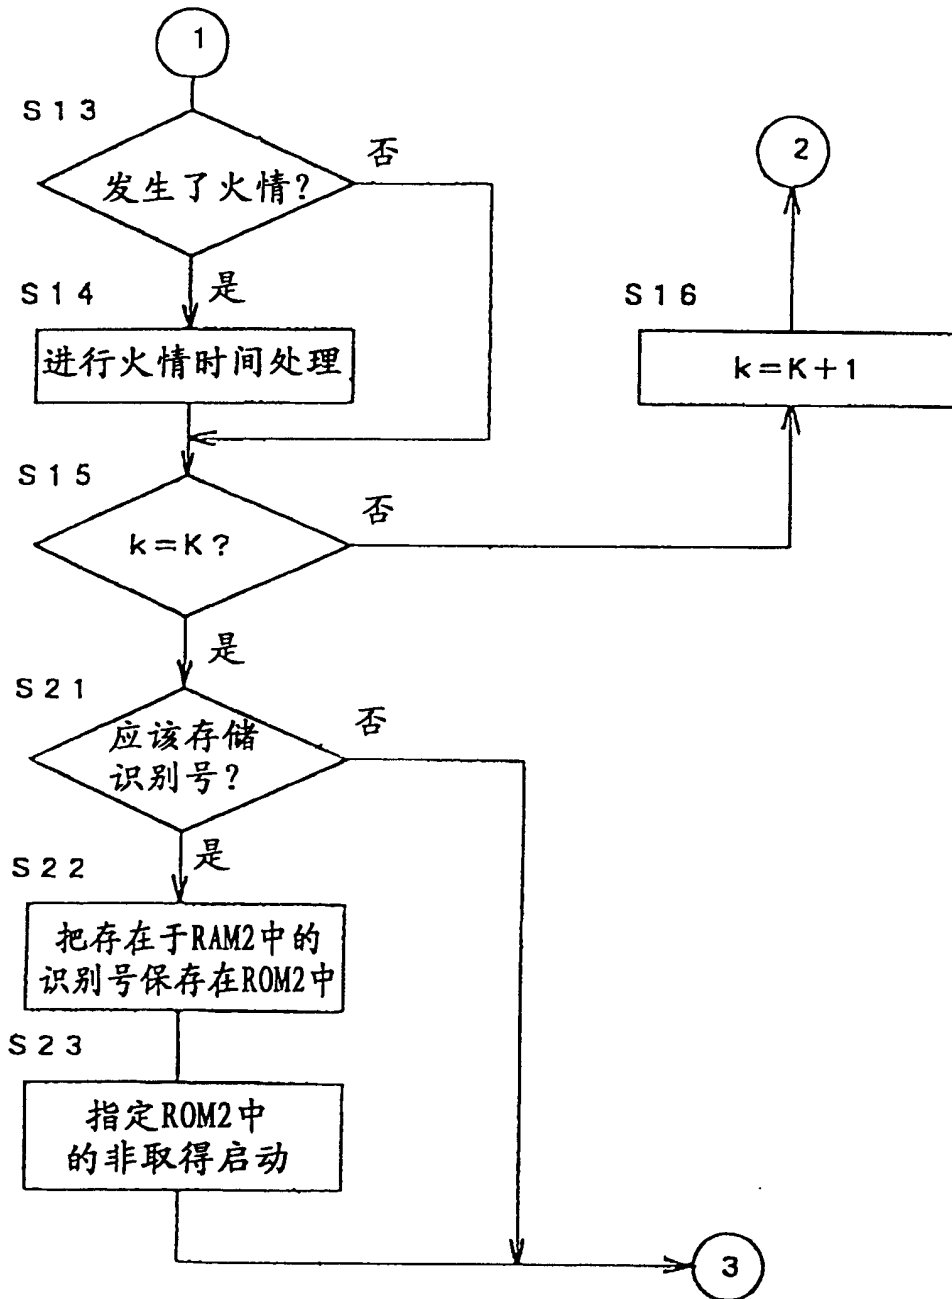 1
S13
发生了火情?
否
是
S14
进行火情时间处理
S15
k=K?
否
2
S16
k=K+1
是
S21
应该存储
识别号?
否
是
S22
把存在于RAM2中的
识别号保存在ROM2中
S23
指定ROM2中
的非取得启动
3